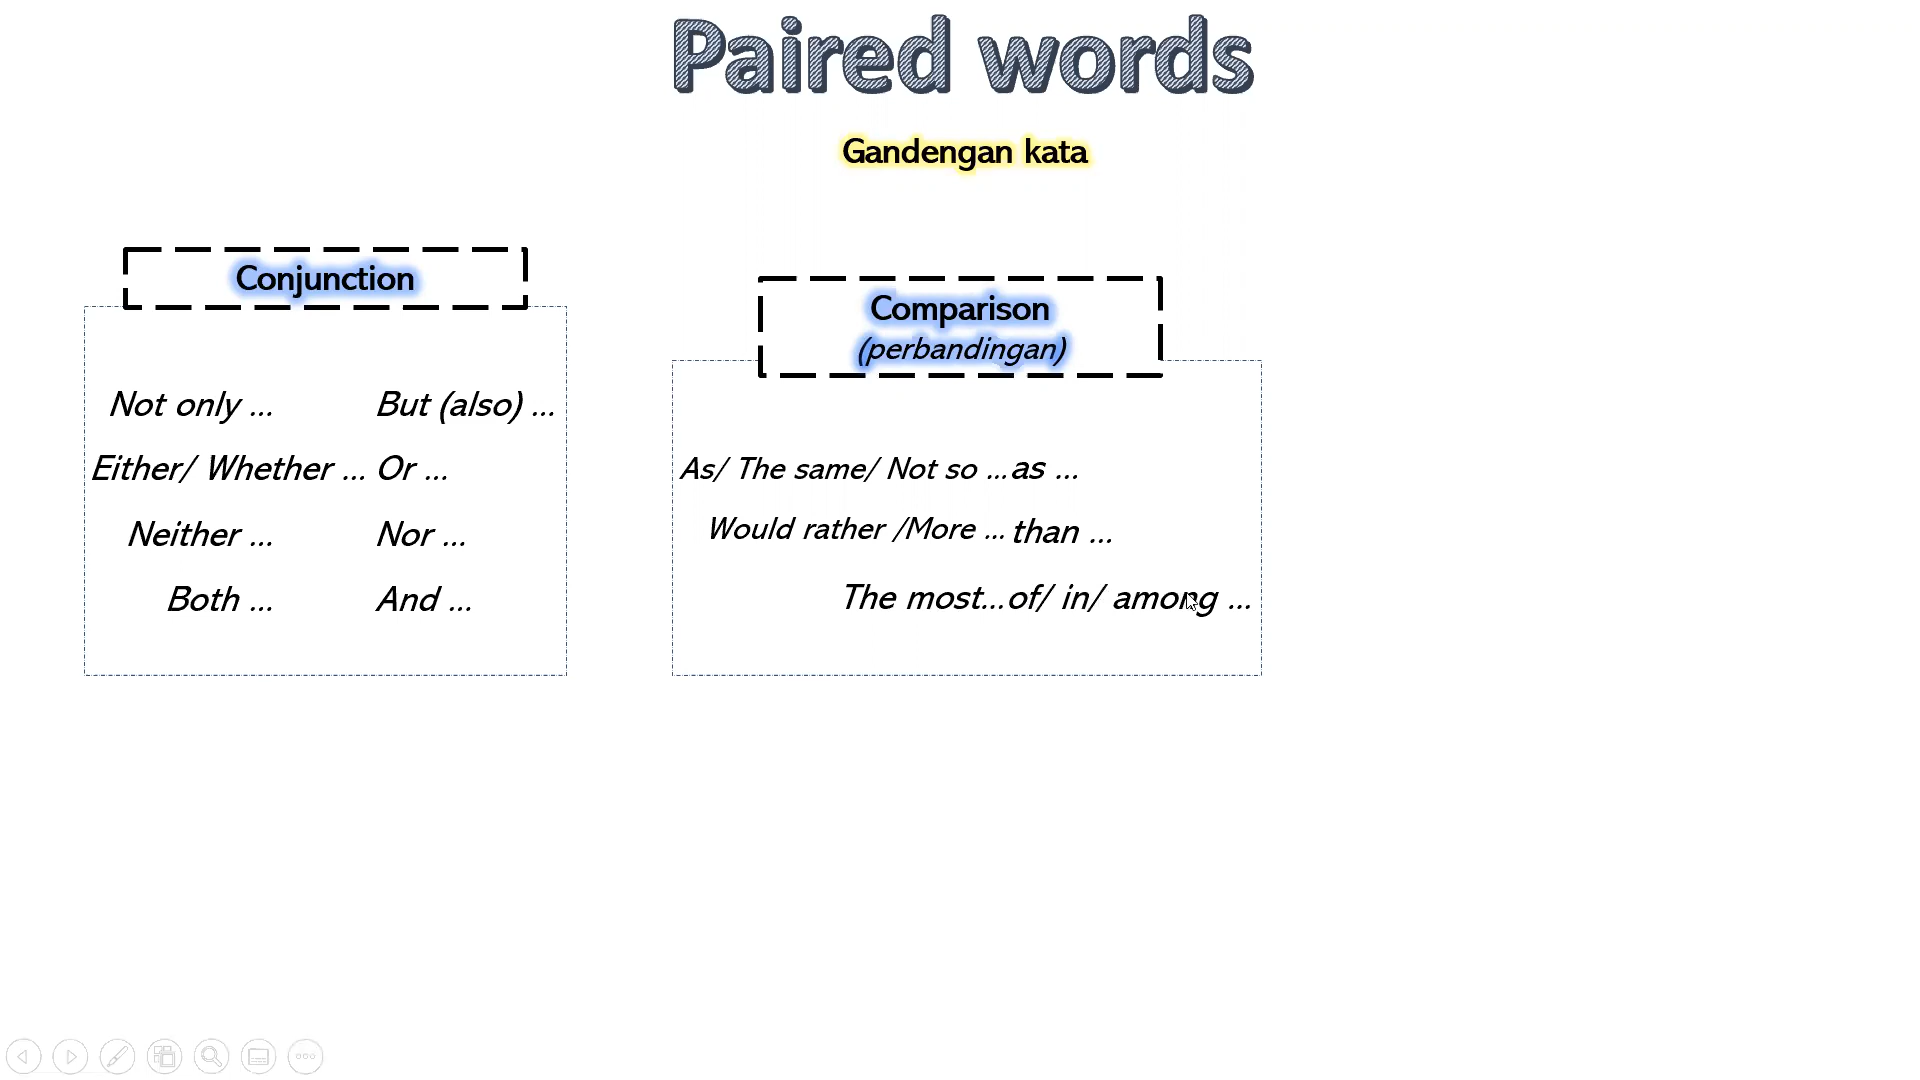 Paired words
Gandengan kata
Conjunction
Not only ... But (also) ...
Either/ Whether ... Or ...
Neither ... Nor ...
Both ... And ...
Comparison
(perbandingan)
As/ The same/ Not so ... as ...
Would rather /More ... than ...
The most... of/ in/ among ...